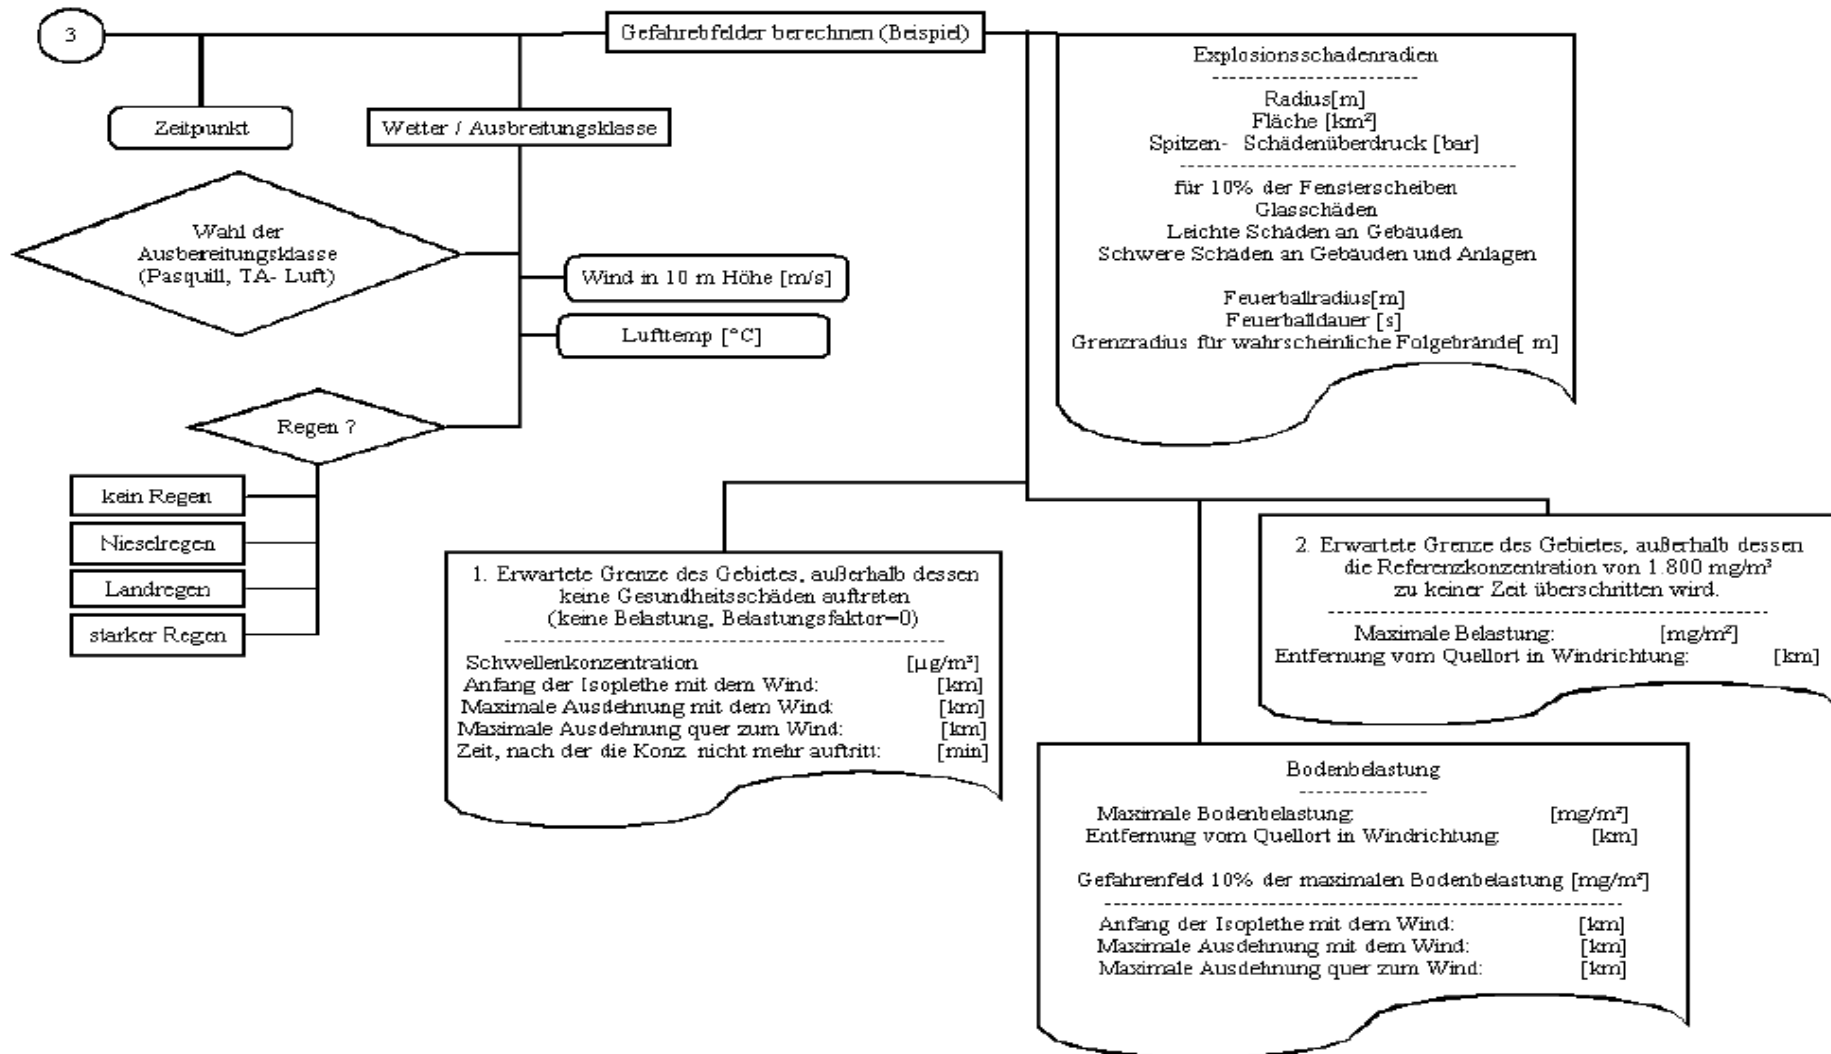 3
Gefahrebfelder berechnen (Beispiel)
Zeitpunkt
Wetter / Ausbreitungsklasse
Wahl der
Ausbereitungsklasse
(Pasquill, TA- Luft)
Wind in 10 m Höhe [m/s]
Lufttemp [°C]
Regen ?
kein Regen
Nieselregen
Landregen
starker Regen
Explosionsschadenradien
------------------------
Radius[m]
Fläche [km²]
Spitzen- Schädenüberdruck [bar]
---------------------------------------
für 10% der Fensterscheiben
Glasschäden
Leichte Schäden an Gebäuden
Schwere Schäden an Gebäuden und Anlagen
Feuerballradius[m]
Feuerballdauer [s]
Grenzradius für wahrscheinliche Folgebrände[ m]
1. Erwartete Grenze des Gebietes, außerhalb dessen
keine Gesundheitsschäden auftreten
(keine Belastung, Belastungsfaktor=0)
---------------------------------------------------
Schwellenkonzentration [µg/m³]
Anfang der Isoplethe mit dem Wind: [km]
Maximale Ausdehnung mit dem Wind: [km]
Maximale Ausdehnung quer zum Wind: [km]
Zeit, nach der die Konz. nicht mehr auftritt: [min]
2. Erwartete Grenze des Gebietes, außerhalb dessen
die Referenzkonzentration von 1.800 mg/m³
zu keiner Zeit überschritten wird.
---------------------------------------------------
Maximale Belastung: [mg/m²]
Entfernung vom Quellort in Windrichtung: [km]
Bodenbelastung
---------------
Maximale Bodenbelastung: [mg/m²]
Entfernung vom Quellort in Windrichtung: [km]
Gefahrenfeld 10% der maximalen Bodenbelastung [mg/m²]
------------------------------------------------------------
Anfang der Isoplethe mit dem Wind: [km]
Maximale Ausdehnung mit dem Wind: [km]
Maximale Ausdehnung quer zum Wind: [km]